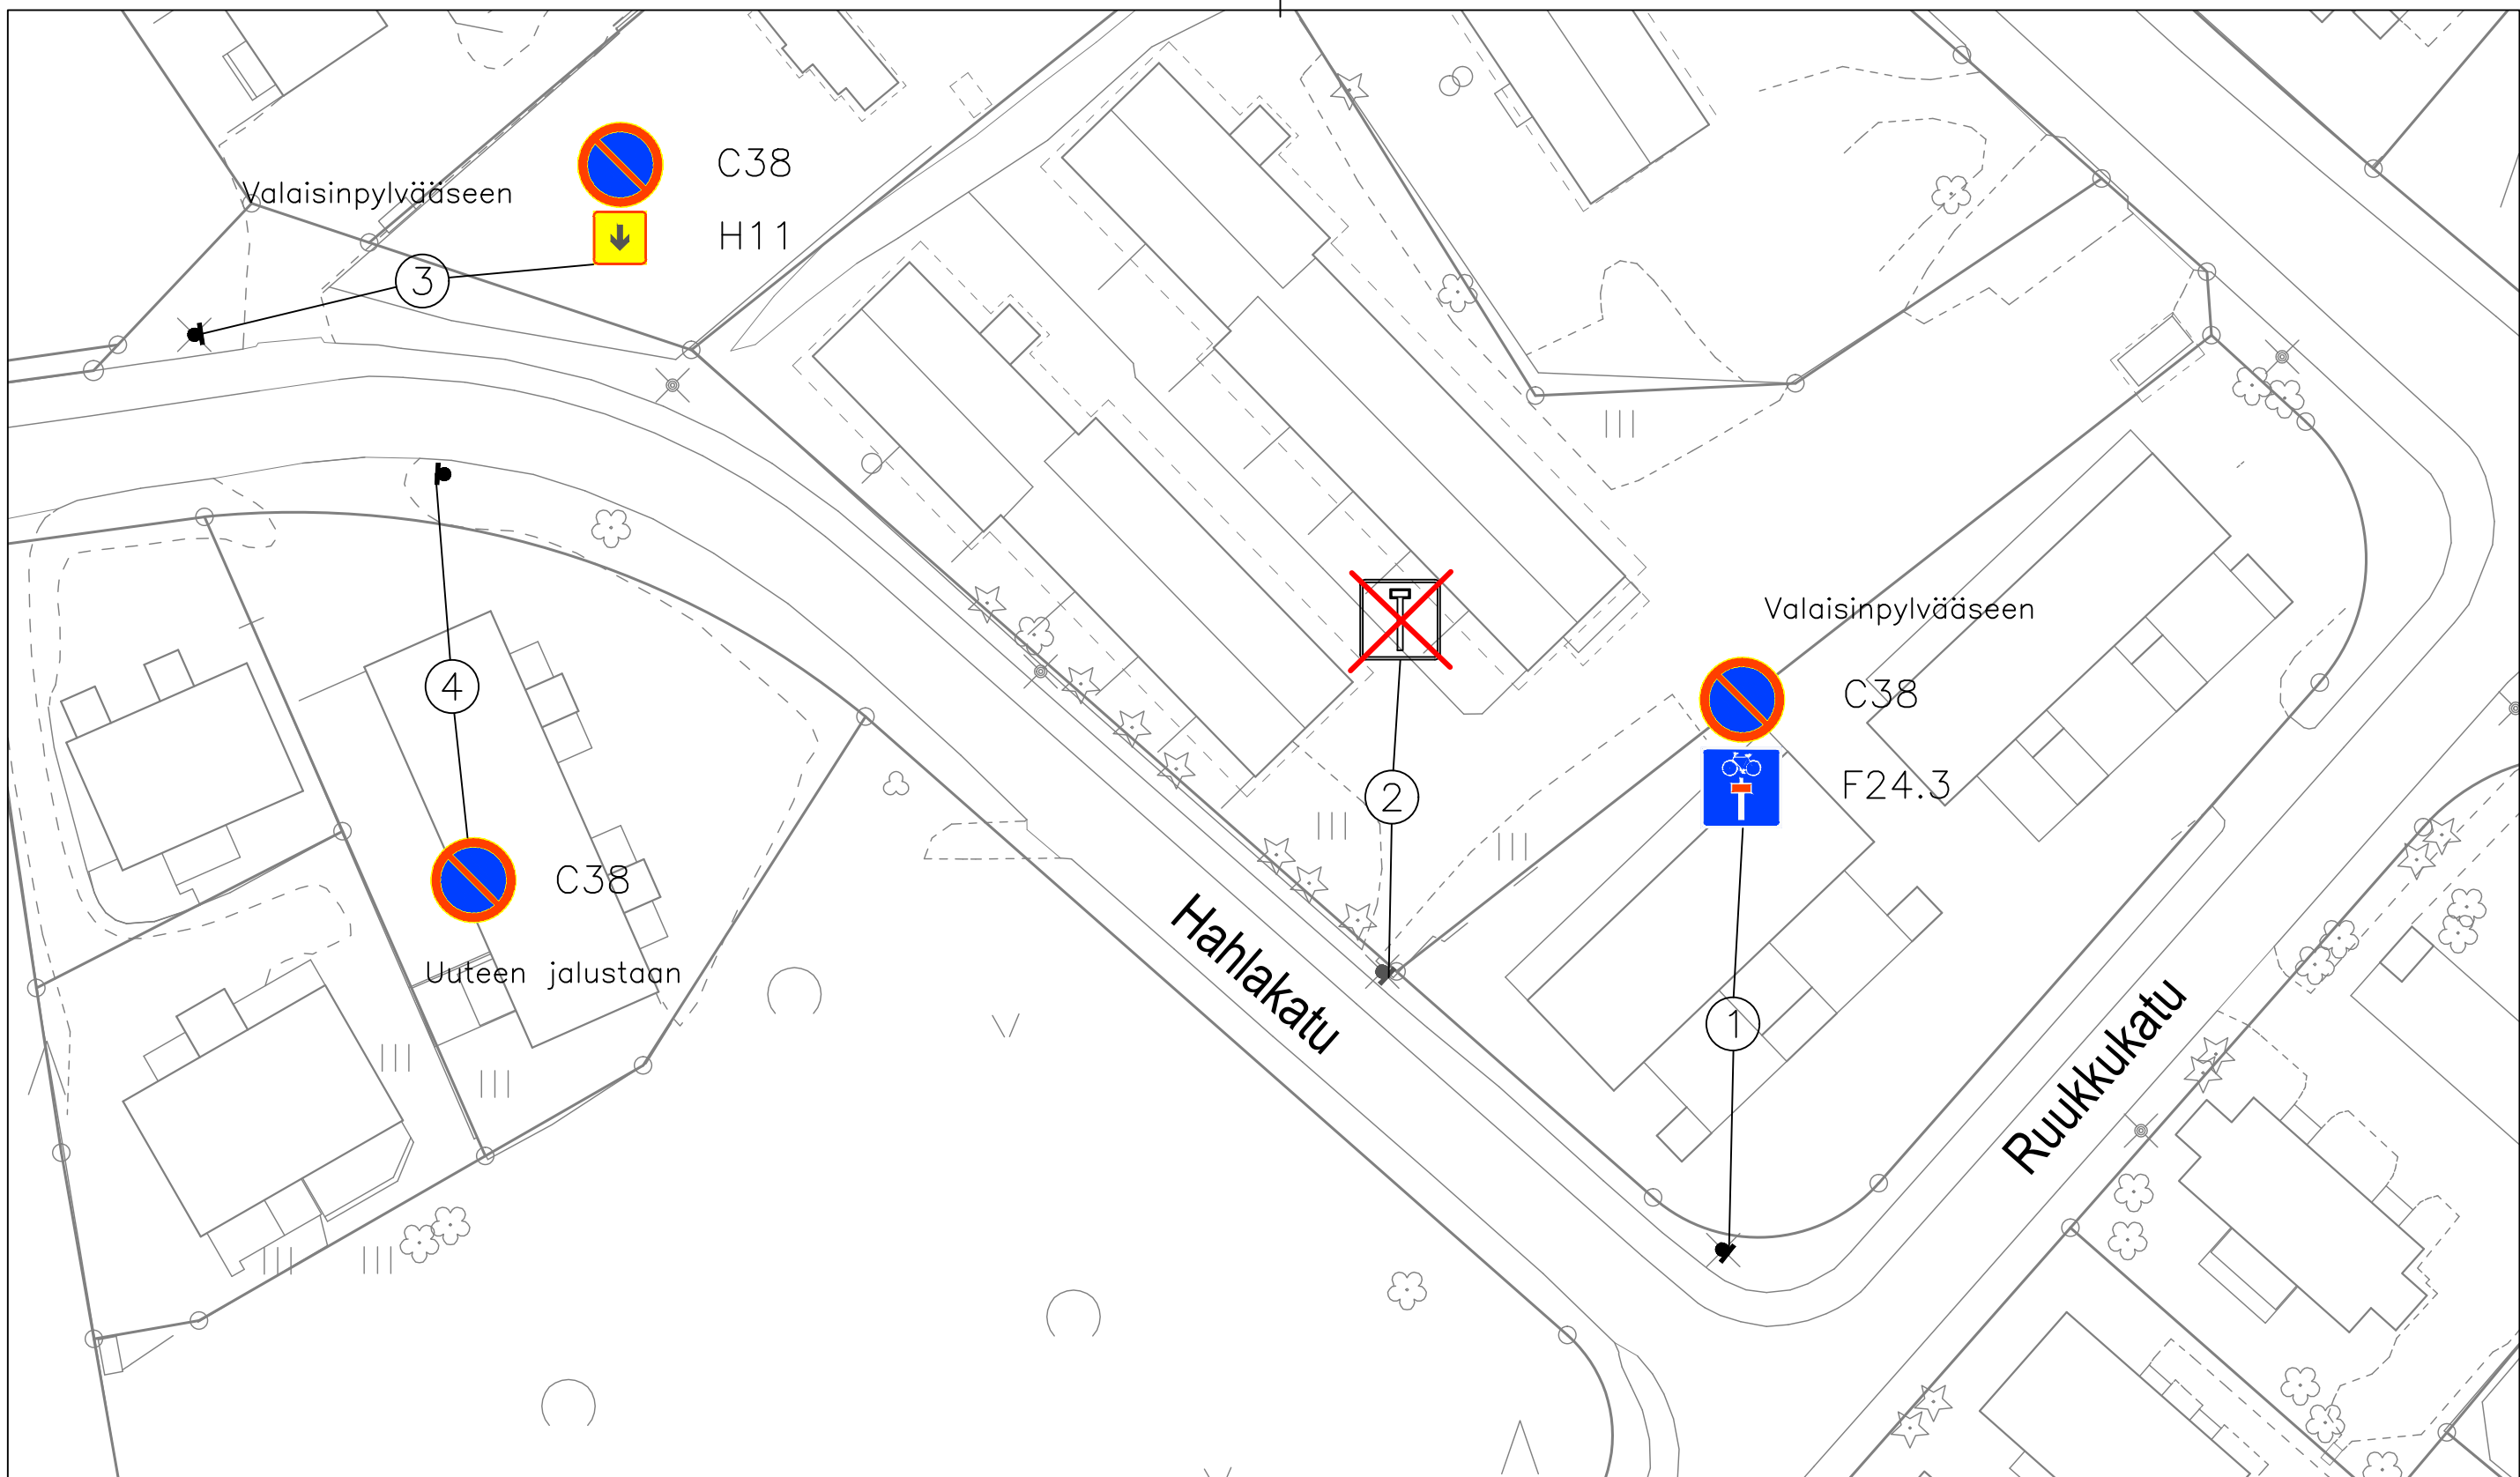 C38
Valaisinpylvääseen
H11
3
Valaisinpylvääseen
4
C38
2
F24.3
C38
Uuteen jalustaan
Hahlakatu
1
Ruukkukatu